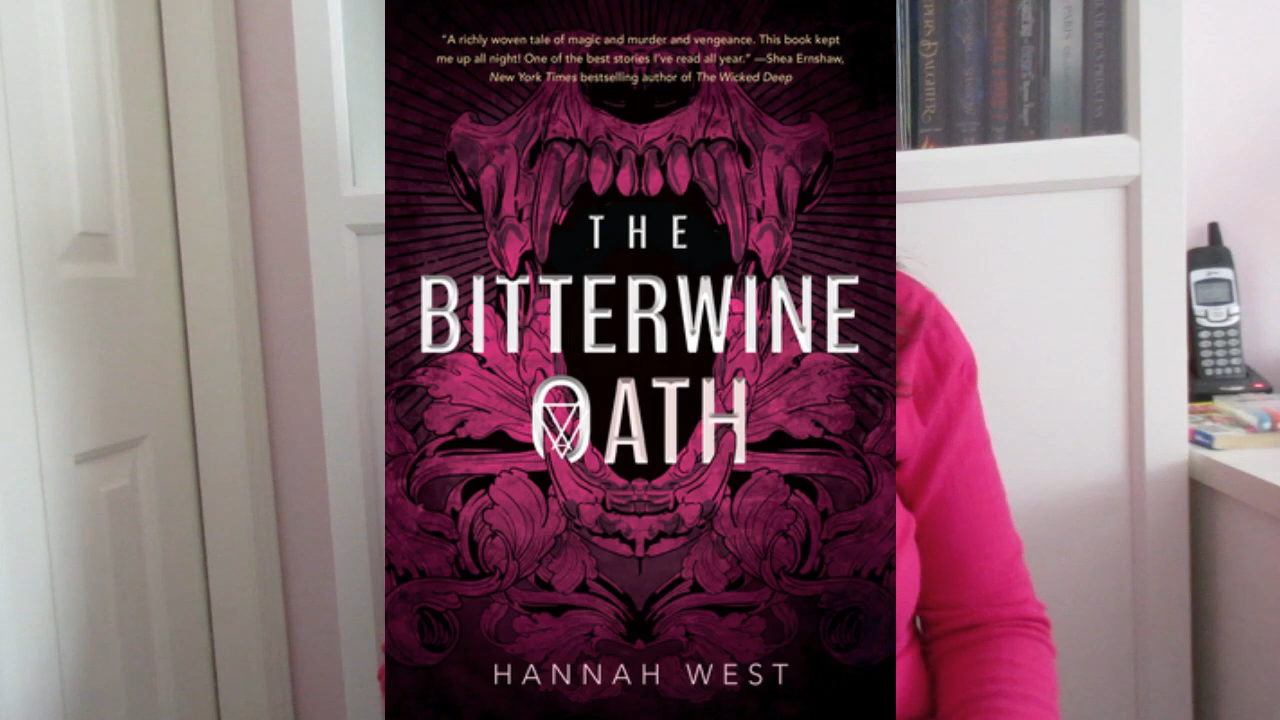 "A richly woven tale of magic and murder and vengeance. This book kept
me up all night! One of the best stories I've read all year." —Shea Ernshaw,
New York Times bestselling author of The Wicked Deep
THE
BITTERWINE
OATH
HANNAH WEST
DAUGHTER